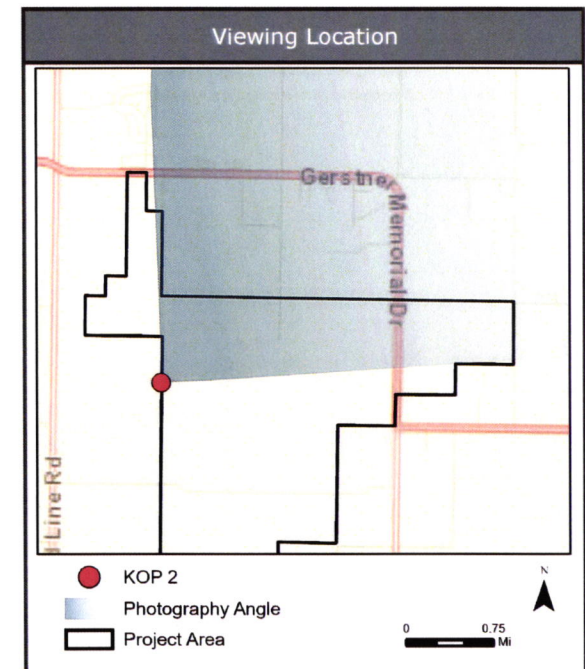 Viewing Location
Gerstner Memorial Dr
Line Rd
KOP 2
Photography Angle
Project Area
N
0 0.75
Mi